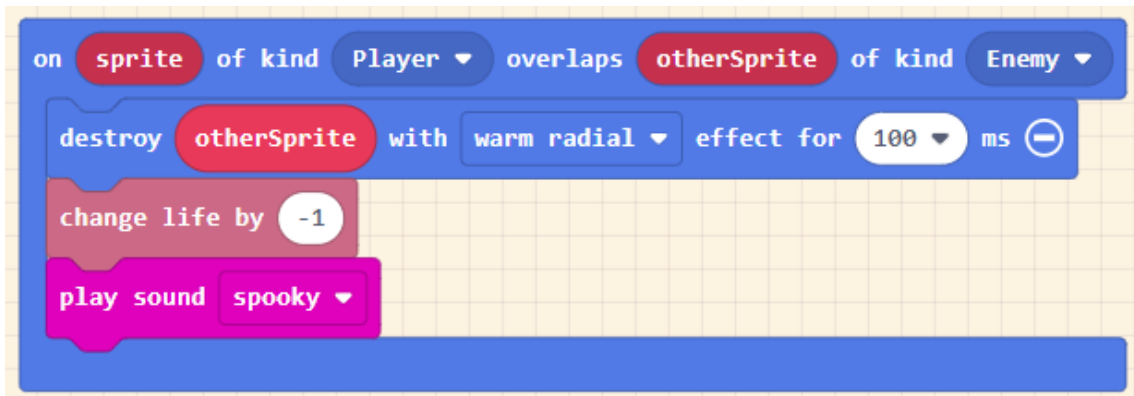 on sprite of kind Player overlaps otherSprite of kind Enemy
destroy otherSprite with warm radial effect for 100 ms
change life by -1
play sound spooky